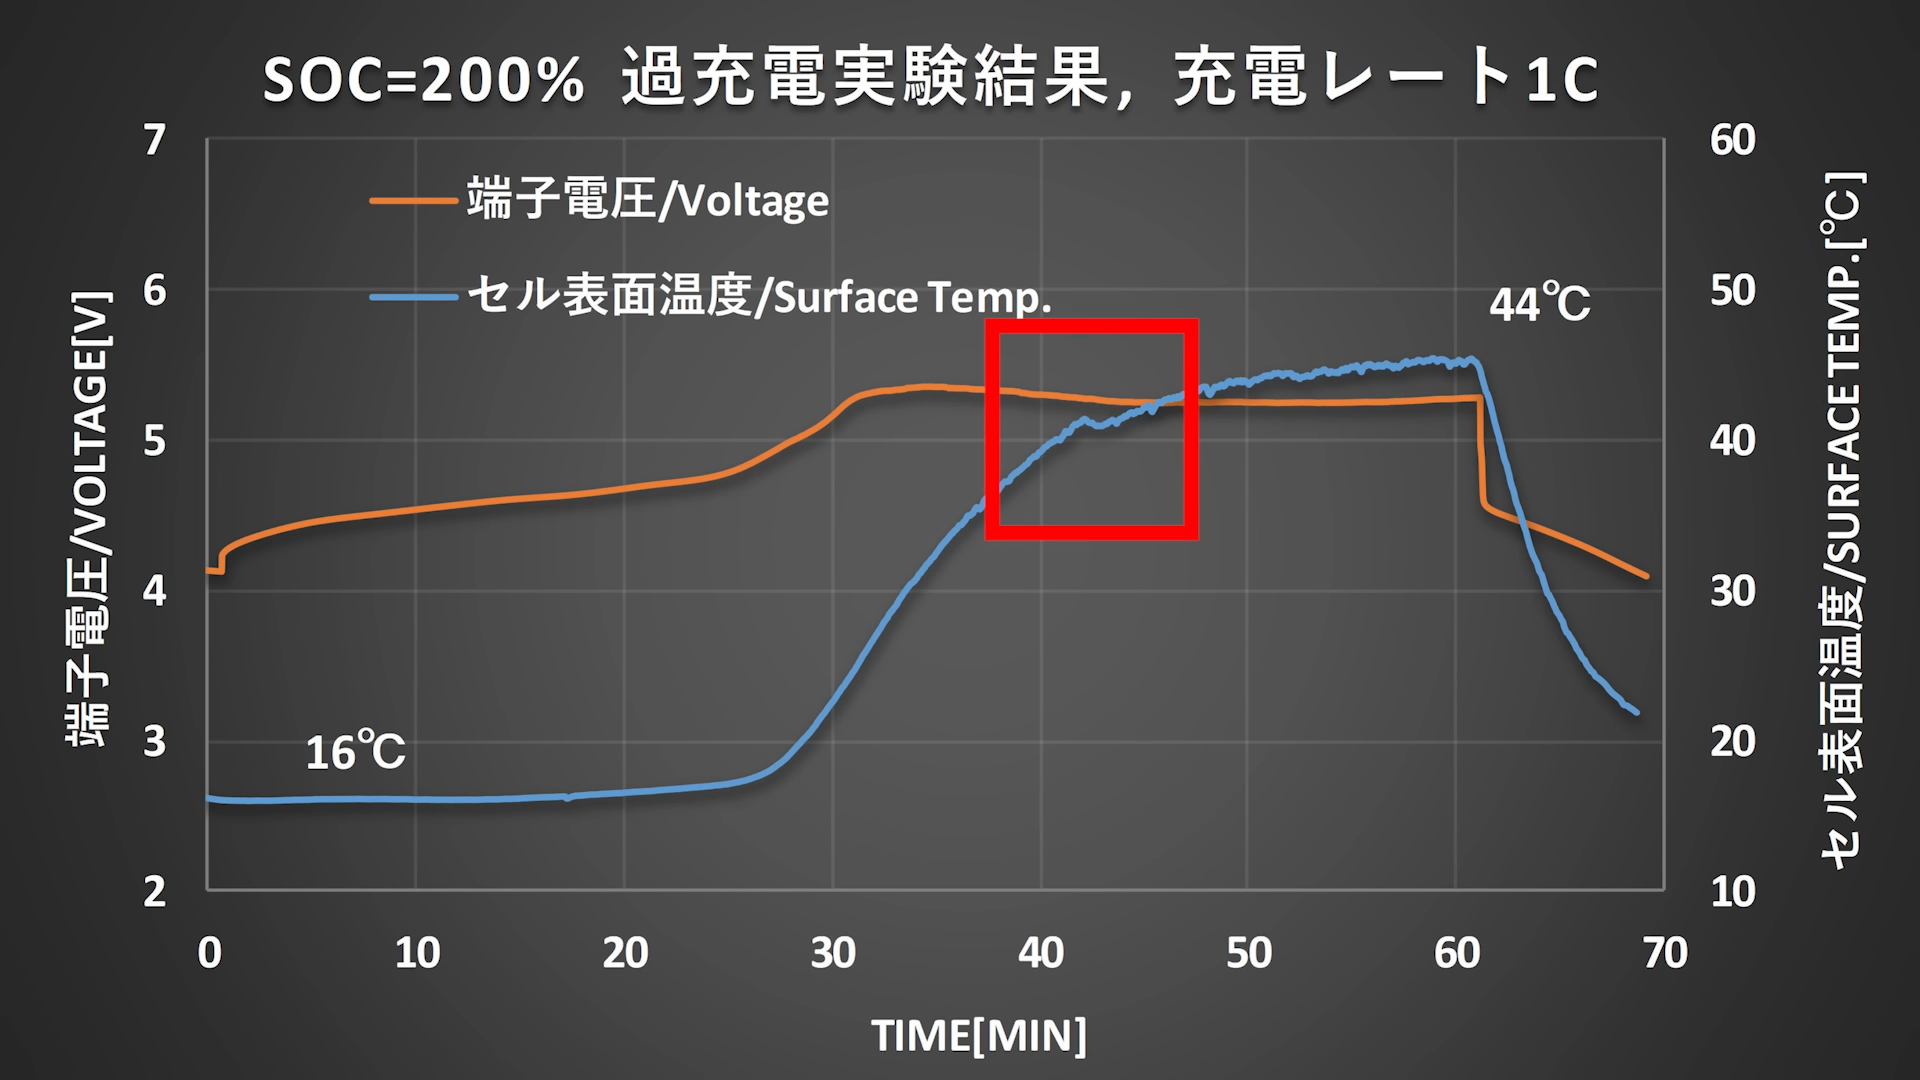 SOC=200% 過充電実験結果, 充電レート1C
端子電圧/Voltage
セル表面温度/Surface Temp.
端子電圧/VOLTAGE[V]
7
6
5
4
3
2
セル表面温度/SURFACE TEMP.[℃]
60
50
40
30
20
10
44℃
16℃
0 10 20 30 40 50 60 70
TIME[MIN]